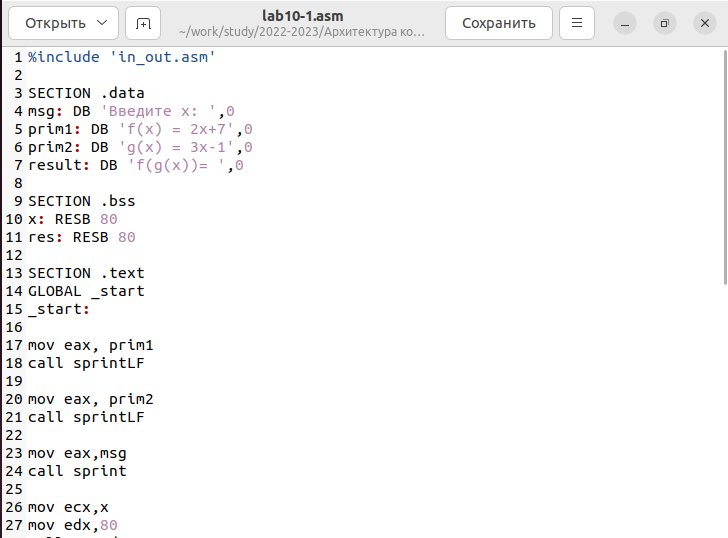 Открыть
lab10-1.asm
~/work/study/2022-2023/Архитектура ко…
Сохранить
1 %include 'in_out.asm'
2
3 SECTION .data
4 msg: DB 'Введите x: ',0
5 prim1: DB 'f(x) = 2x+7',0
6 prim2: DB 'g(x) = 3x-1',0
7 result: DB 'f(g(x))= ',0
8
9 SECTION .bss
10 x: RESB 80
11 res: RESB 80
12
13 SECTION .text
14 GLOBAL _start
15 _start:
16
17 mov eax, prim1
18 call sprintLF
19
20 mov eax, prim2
21 call sprintLF
22
23 mov eax,msg
24 call sprint
25
26 mov ecx,x
27 mov edx,80